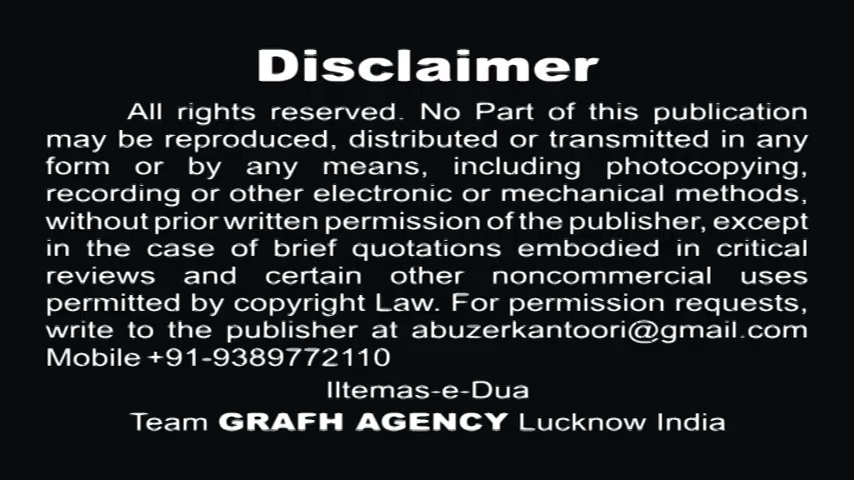 Disclaimer
All rights reserved. No Part of this publication
may be reproduced, distributed or transmitted in any
form or by any means, including photocopying,
recording or other electronic or mechanical methods,
without prior written permission of the publisher, except
in the case of brief quotations embodied in critical
reviews and certain other noncommercial uses
permitted by copyright Law. For permission requests,
write to the publisher at abuzerkantoori@gmail.com
Mobile +91-9389772110
IItemas-e-Dua
Team GRAFH AGENCY Lucknow India